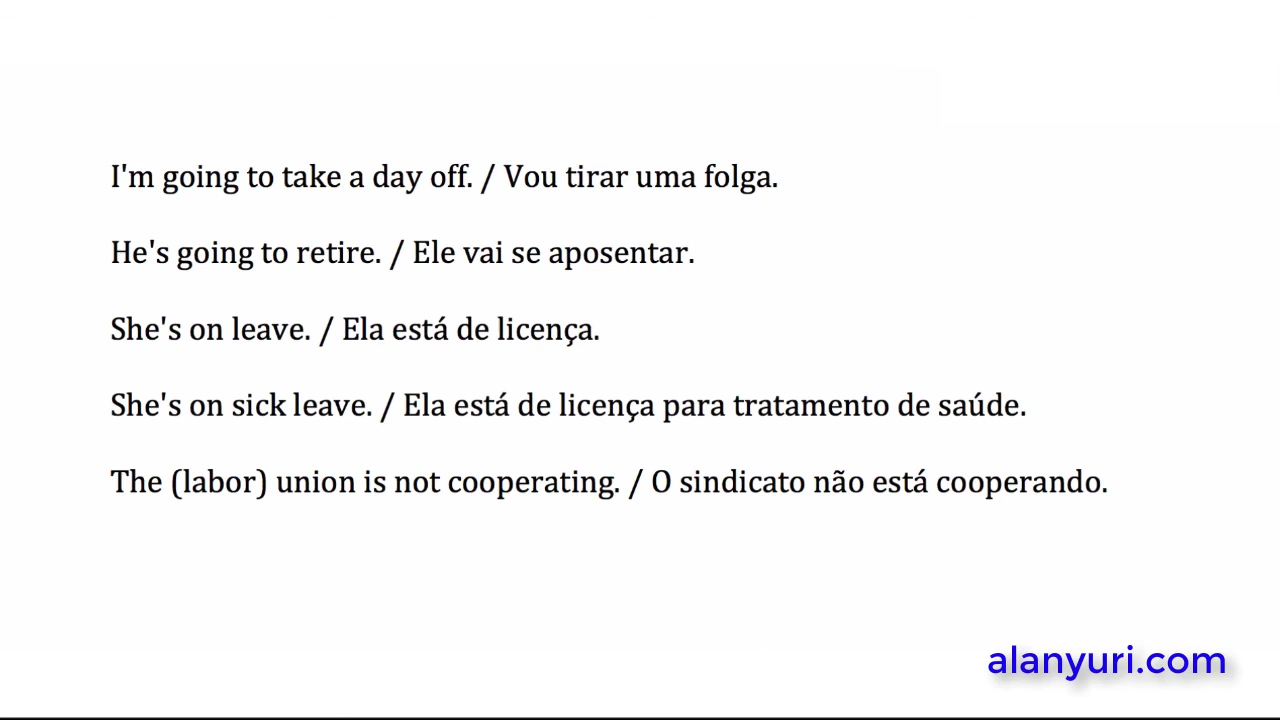 I'm going to take a day off. / Vou tirar uma folga.
He's going to retire. / Ele vai se aposentar.
She's on leave. / Ela está de licença.
She's on sick leave. / Ela está de licença para tratamento de saúde.
The (labor) union is not cooperating. / O sindicato não está cooperando.
alanyuri.com